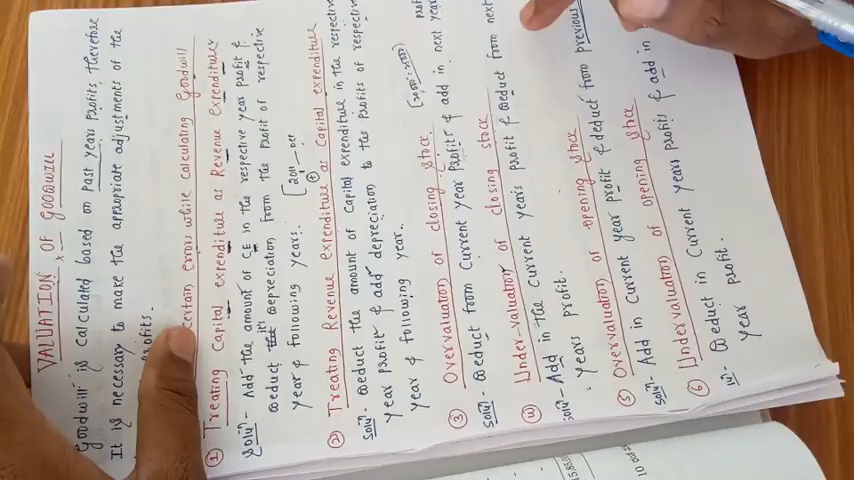 VALUATION OF GOODWILL
Goodwill is calculated based on Past years Profits, therefore
It is necessary to make the appropriate adjustments of the
Profits.
certain errors while calculating Goodwill
① Treating Capital expenditure as Revenue Expenditure
Soluⁿ - Add the amount of CE in the respective year Profit &
deduct it's depreciation from the Profit of respective
year & following years.
② Treating Revenue Expenditure as Capital expenditure
Soluⁿ - deduct the amount of Capital expenditure in the respective
year profit & add depreciation to the Profits of respective
year & following year.
③ Overvaluation of closing stock.
Soluⁿ - deduct from Current year Profits & add in next year
④ Under-valuation of closing stock
Soluⁿ - Add in the current years profit & deduct from next
years profit.
⑤ Overvaluation of opening stock
Soluⁿ - Add in Current year profit & deduct from previous
⑥ Undervaluation of opening stock
deduct in Current years profit & add in
year profit.